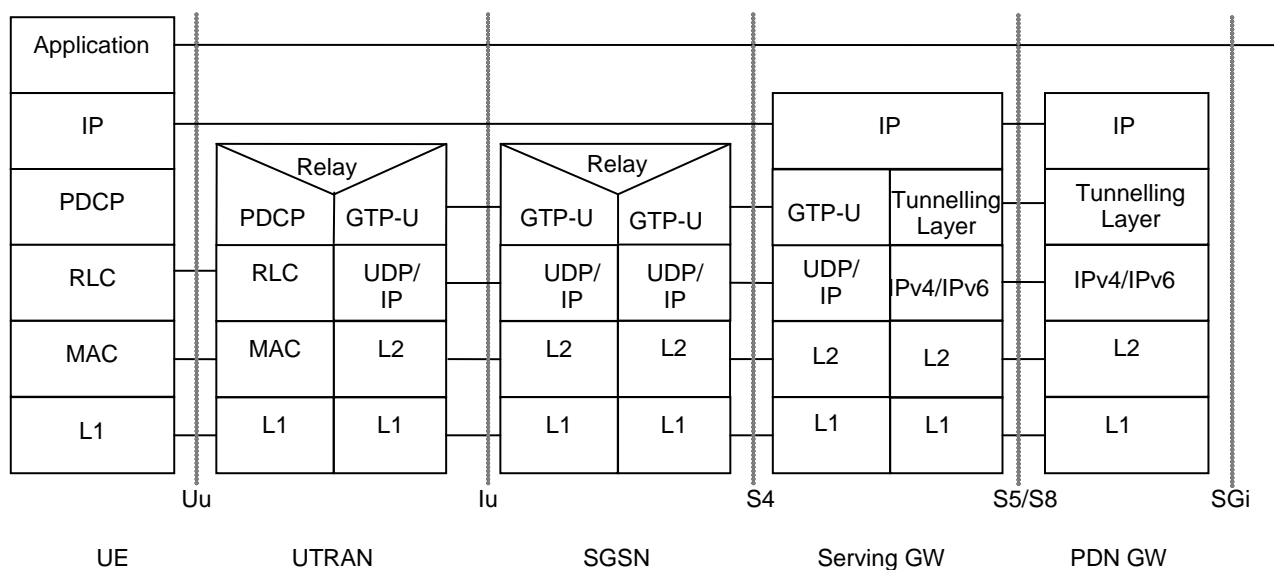 Application
IP
IP
IP
Relay
Relay
PDCP
PDCP
GTP-U
GTP-U
GTP-U
GTP-U
Tunnelling
Layer
Tunnelling
Layer
RLC
RLC
UDP/
IP
UDP/
IP
UDP/
IP
UDP/
IP
IPv4/IPv6
IPv4/IPv6
MAC
MAC
L2
L2
L2
L2
L2
L2
L1
L1
L1
L1
L1
L1
L1
L1
Uu
Iu
S4
S5/S8
SGi
UE
UTRAN
SGSN
Serving GW
PDN GW